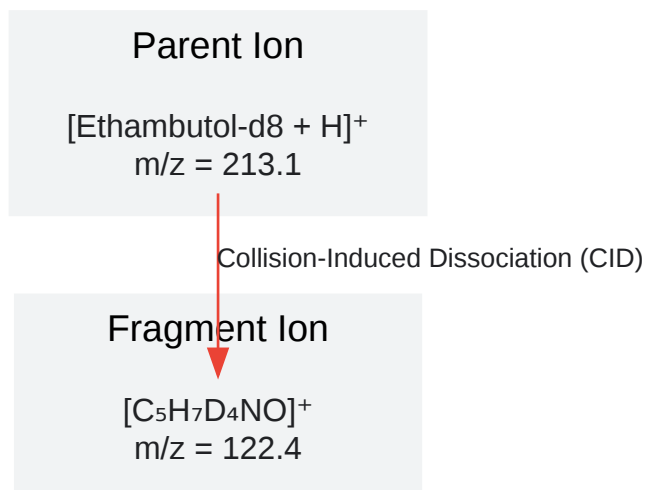 Parent Ion
[Ethambutol-d8 + H]⁺
m/z = 213.1
Collision-Induced Dissociation (CID)
Fragment Ion
[C₅H₇D₄NO]⁺
m/z = 122.4